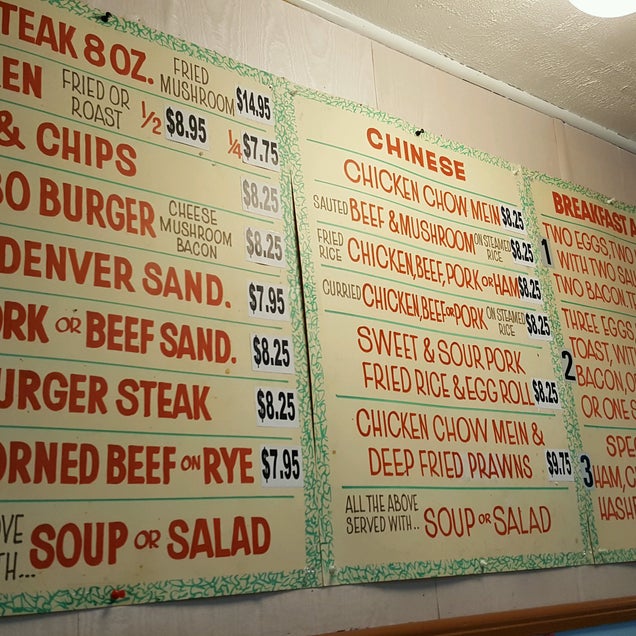 TEAK 8 OZ. FRIED MUSHROOM $14.95
EN FRIED OR ROAST 1/2 $8.95 1/4 $7.75
& CHIPS $8.25
BO BURGER CHEESE MUSHROOM BACON $8.25
DENVER SAND. $7.95
ORK OR BEEF SAND. $8.25
URGER STEAK $8.25
ORNED BEEF ON RYE $7.95
OVE
TH... SOUP OR SALAD
CHINESE
CHICKEN CHOW MEIN $8.25
SAUTED BEEF & MUSHROOM ON STEAMED RICE $8.25
FRIED RICE CHICKEN, BEEF, PORK OR HAM $8.25
CURRIED CHICKEN, BEEF OR PORK ON STEAMED RICE $8.25
SWEET & SOUR PORK
FRIED RICE & EGG ROLL $8.25
CHICKEN CHOW MEIN &
DEEP FRIED PRAWNS $9.75
ALL THE ABOVE
SERVED WITH.. SOUP OR SALAD
BREAKFAST A
1 TWO EGGS, TWO
WITH TWO SA
TWO BACON
THREE EGGS
TOAST, WIT
2 BACON, O
OR ONE
SPE
3 HAM, C
HASH